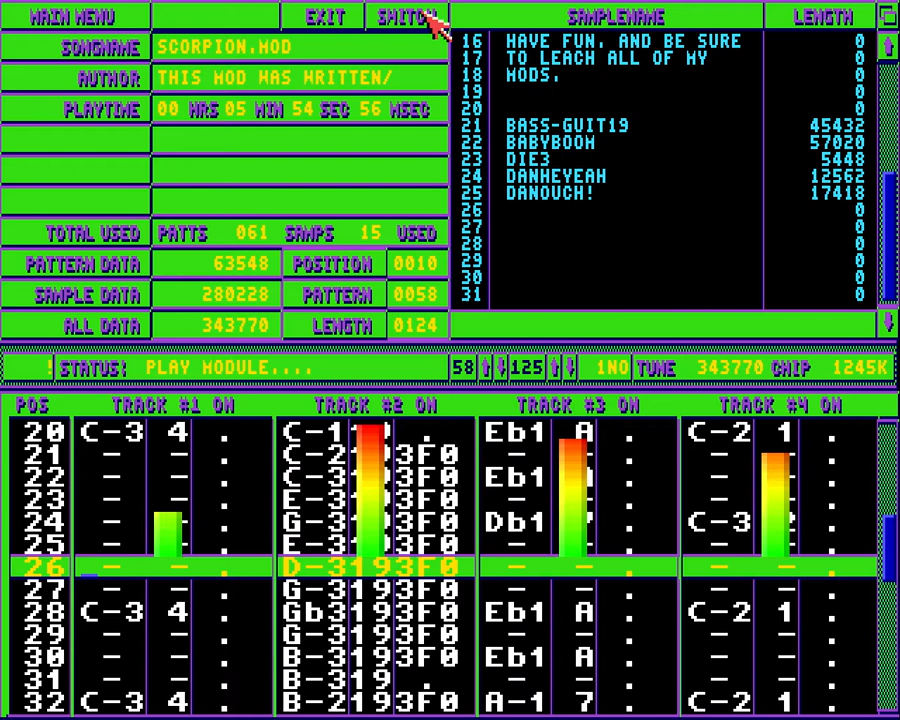 MAIN MENU EXIT SWITCH SAMPLENAME LENGTH
SONGNAME SCORPION.MOD
AUTHOR THIS MOD WAS WRITTEN/
PLAYTIME 00 HRS 05 MIN 54 SEC 56 MSEC
TOTAL USED PATTS 061 SAMPS 15 USED
PATTERN DATA 63548 POSITION 0010
SAMPLE DATA 280228 PATTERN 0058
ALL DATA 343770 LENGTH 0124
16 HAVE FUN. AND BE SURE 0
17 TO LEACH ALL OF MY 0
18 MODS. 0
19 0
20 0
21 BASS-GUIT19 45432
22 BABYBOOM 57020
23 DIE3 5448
24 DANHEYEAH 12562
25 DANOUCH! 17418
26 0
27 0
28 0
29 0
30 0
31 0
! STATUS: PLAY MODULE.... 58 125 1NO TUNE 343770 CHIP 1245K
POS TRACK #1 ON TRACK #2 ON TRACK #3 ON TRACK #4 ON
20 C-3 4 . C-1 . Eb1 A . C-2 1 .
21 - - . C-2 3F0 - . - .
22 - - . C-3 3F0 Eb1 . - .
23 - - . E-3 3F0 - . - .
24 - . G-3 3F0 Db1 . C-3 .
25 - . E-3 3F0 - . - .
26 - - . D-3193F0 - - . - - .
27 - - . G-3193F0 - - . - - .
28 C-3 4 . Gb3193F0 Eb1 A . C-2 1 .
29 - - . G-3193F0 - - . - - .
30 - - . B-3193F0 Eb1 A . - - .
31 - - . B-319 . - - . - - .
32 C-3 4 . B-2193F0 A-1 7 . C-2 1 .